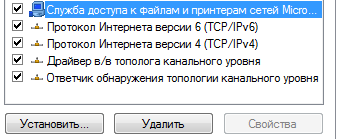 Служба доступа к файлам и принтерам сетей Micro...
Протокол Интернета версии 6 (TCP/IPv6)
Протокол Интернета версии 4 (TCP/IPv4)
Драйвер в/в тополога канального уровня
Ответчик обнаружения топологии канального уровня
Установить... Удалить Свойства